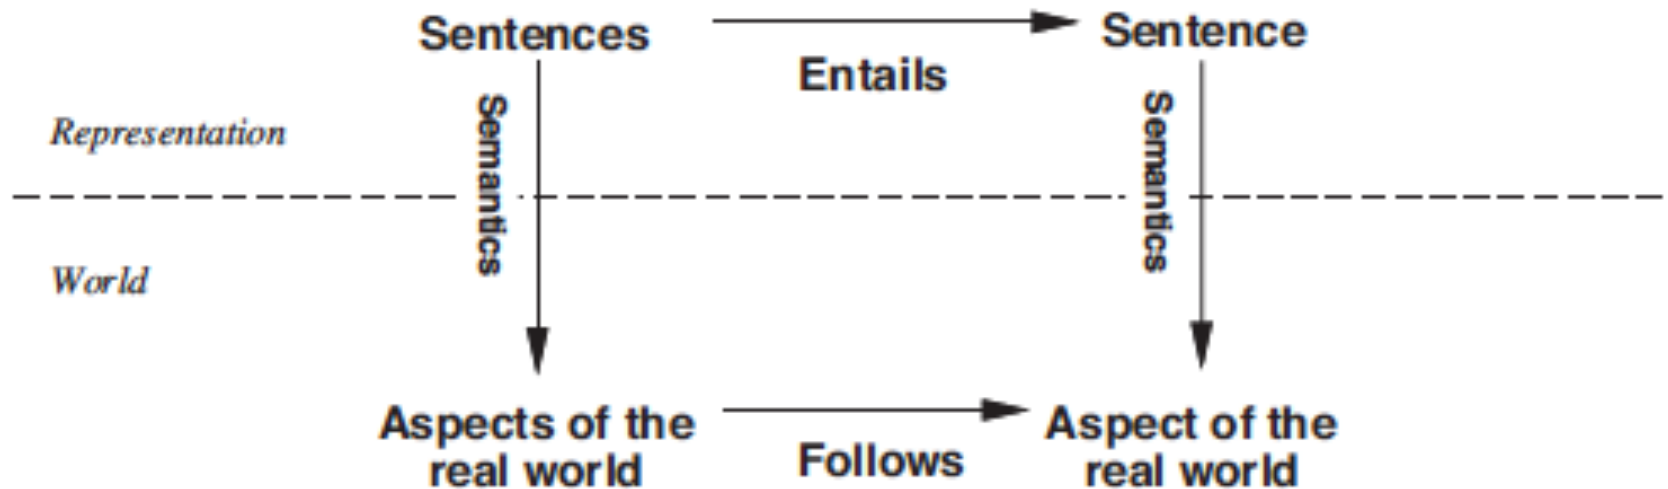 Sentences
Sentence
Entails
Semantics
Semantics
Representation
World
Aspects of the
real world
Follows
Aspect of the
real world